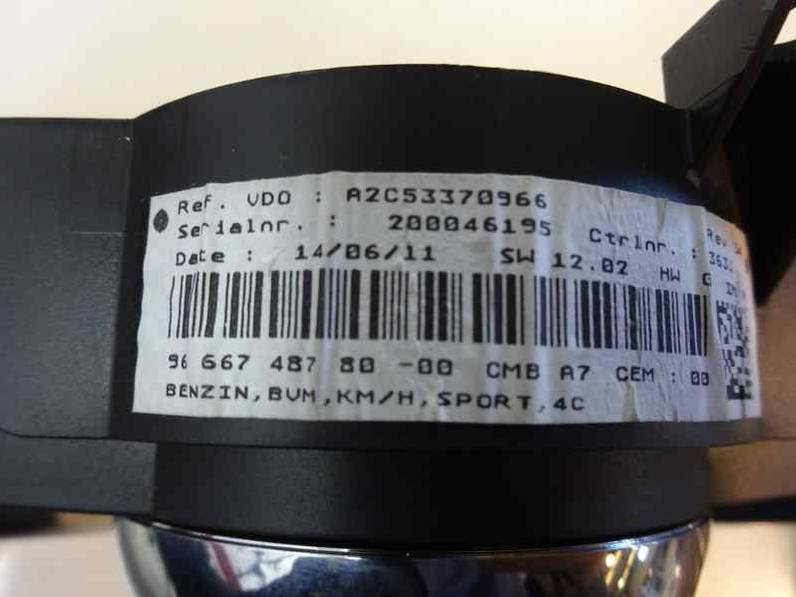 Ref. VDO : A2C53370966
Serialnr. : 200046195 Ctrlnr. :
Date : 14/06/11 SW 12.02 HW
96 667 487 80 -00 CMB A7 CEM : 00
BENZIN,BVM,KM/H,SPORT,4C